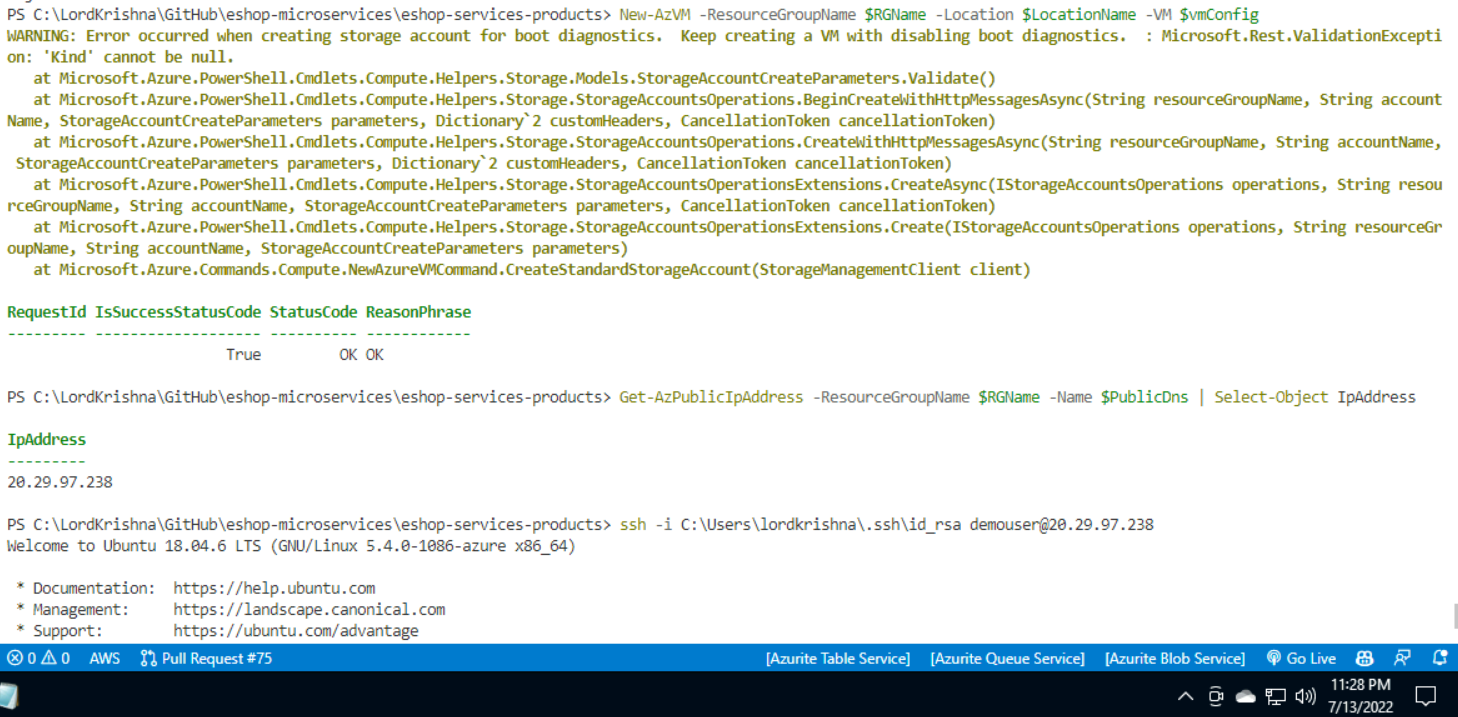 PS C:\LordKrishna\GitHub\eshop-microservices\eshop-services-products> New-AzVM -ResourceGroupName $RGName -Location $LocationName -VM $vmConfig
WARNING: Error occurred when creating storage account for boot diagnostics.  Keep creating a VM with disabling boot diagnostics.  : Microsoft.Rest.ValidationExcepti
on: 'Kind' cannot be null.
   at Microsoft.Azure.PowerShell.Cmdlets.Compute.Helpers.Storage.Models.StorageAccountCreateParameters.Validate()
   at Microsoft.Azure.PowerShell.Cmdlets.Compute.Helpers.Storage.StorageAccountsOperations.BeginCreateWithHttpMessagesAsync(String resourceGroupName, String account
Name, StorageAccountCreateParameters parameters, Dictionary`2 customHeaders, CancellationToken cancellationToken)
   at Microsoft.Azure.PowerShell.Cmdlets.Compute.Helpers.Storage.StorageAccountsOperations.CreateWithHttpMessagesAsync(String resourceGroupName, String accountName,
 StorageAccountCreateParameters parameters, Dictionary`2 customHeaders, CancellationToken cancellationToken)
   at Microsoft.Azure.PowerShell.Cmdlets.Compute.Helpers.Storage.StorageAccountsOperationsExtensions.CreateAsync(IStorageAccountsOperations operations, String resou
rceGroupName, String accountName, StorageAccountCreateParameters parameters, CancellationToken cancellationToken)
   at Microsoft.Azure.PowerShell.Cmdlets.Compute.Helpers.Storage.StorageAccountsOperationsExtensions.Create(IStorageAccountsOperations operations, String resourceGr
oupName, String accountName, StorageAccountCreateParameters parameters)
   at Microsoft.Azure.Commands.Compute.NewAzureVMCommand.CreateStandardStorageAccount(StorageManagementClient client)
RequestId IsSuccessStatusCode StatusCode ReasonPhrase
--------- ------------------- ---------- ------------
                         True         OK OK
PS C:\LordKrishna\GitHub\eshop-microservices\eshop-services-products> Get-AzPublicIpAddress -ResourceGroupName $RGName -Name $PublicDns | Select-Object IpAddress
IpAddress
---------
20.29.97.238
PS C:\LordKrishna\GitHub\eshop-microservices\eshop-services-products> ssh -i C:\Users\lordkrishna\.ssh\id_rsa demouser@20.29.97.238
Welcome to Ubuntu 18.04.6 LTS (GNU/Linux 5.4.0-1086-azure x86_64)
 * Documentation:  https://help.ubuntu.com
 * Management:     https://landscape.canonical.com
 * Support:        https://ubuntu.com/advantage
0 0 AWS Pull Request #75 [Azurite Table Service] [Azurite Queue Service] [Azurite Blob Service] Go Live
11:28 PM
7/13/2022